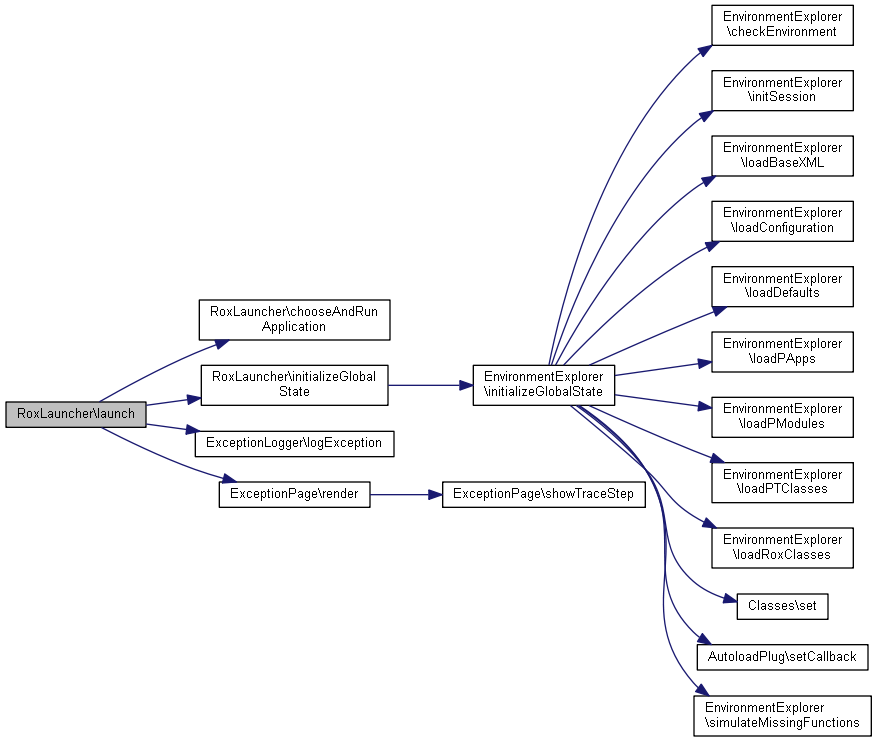 EnvironmentExplorer
\checkEnvironment
EnvironmentExplorer
\initSession
EnvironmentExplorer
\loadBaseXML
EnvironmentExplorer
\loadConfiguration
EnvironmentExplorer
\loadDefaults
RoxLauncher\chooseAndRun
Application
EnvironmentExplorer
\loadPApps
RoxLauncher\initializeGlobal
State
EnvironmentExplorer
\initializeGlobalState
EnvironmentExplorer
\loadPModules
RoxLauncher\launch
ExceptionLogger\logException
EnvironmentExplorer
\loadPTClasses
ExceptionPage\render
ExceptionPage\showTraceStep
EnvironmentExplorer
\loadRoxClasses
Classes\set
AutoloadPlug\setCallback
EnvironmentExplorer
\simulateMissingFunctions